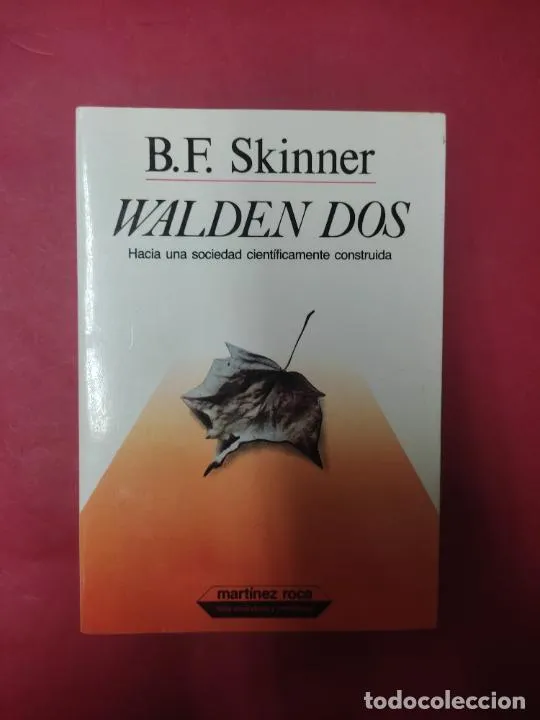 B.F. Skinner
WALDEN DOS
Hacia una sociedad científicamente construida
martínez roca
todocoleccion